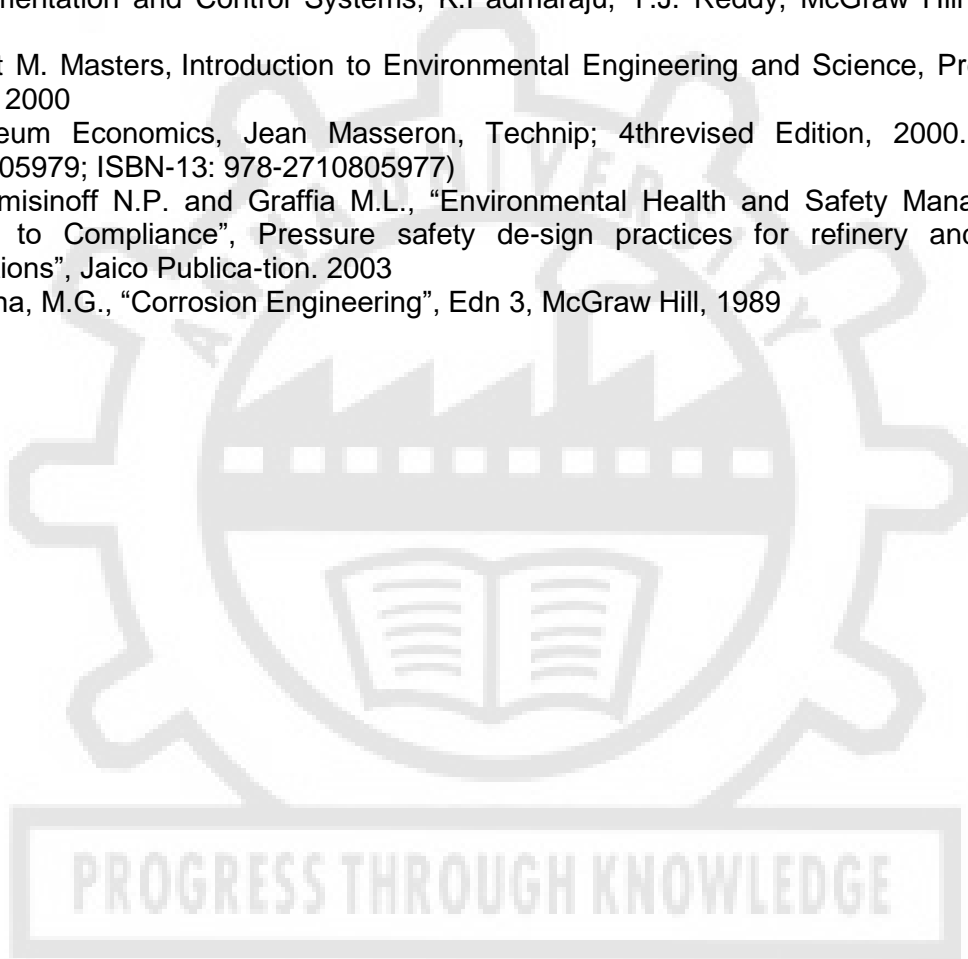 mentation and Control Systems, K.Padmaraju, Y.J. Reddy, McGraw Hill
t M. Masters, Introduction to Environmental Engineering and Science, Pr
2000
eum Economics, Jean Masseron, Technip; 4threvised Edition, 2000.
05979; ISBN-13: 978-2710805977)
misinoff N.P. and Graffia M.L., “Environmental Health and Safety Mana
to Compliance”, Pressure safety de-sign practices for refinery and
ions”, Jaico Publica-tion. 2003
na, M.G., “Corrosion Engineering”, Edn 3, McGraw Hill, 1989
ANNA UNIVERSITY
PROGRESS THROUGH KNOWLEDGE